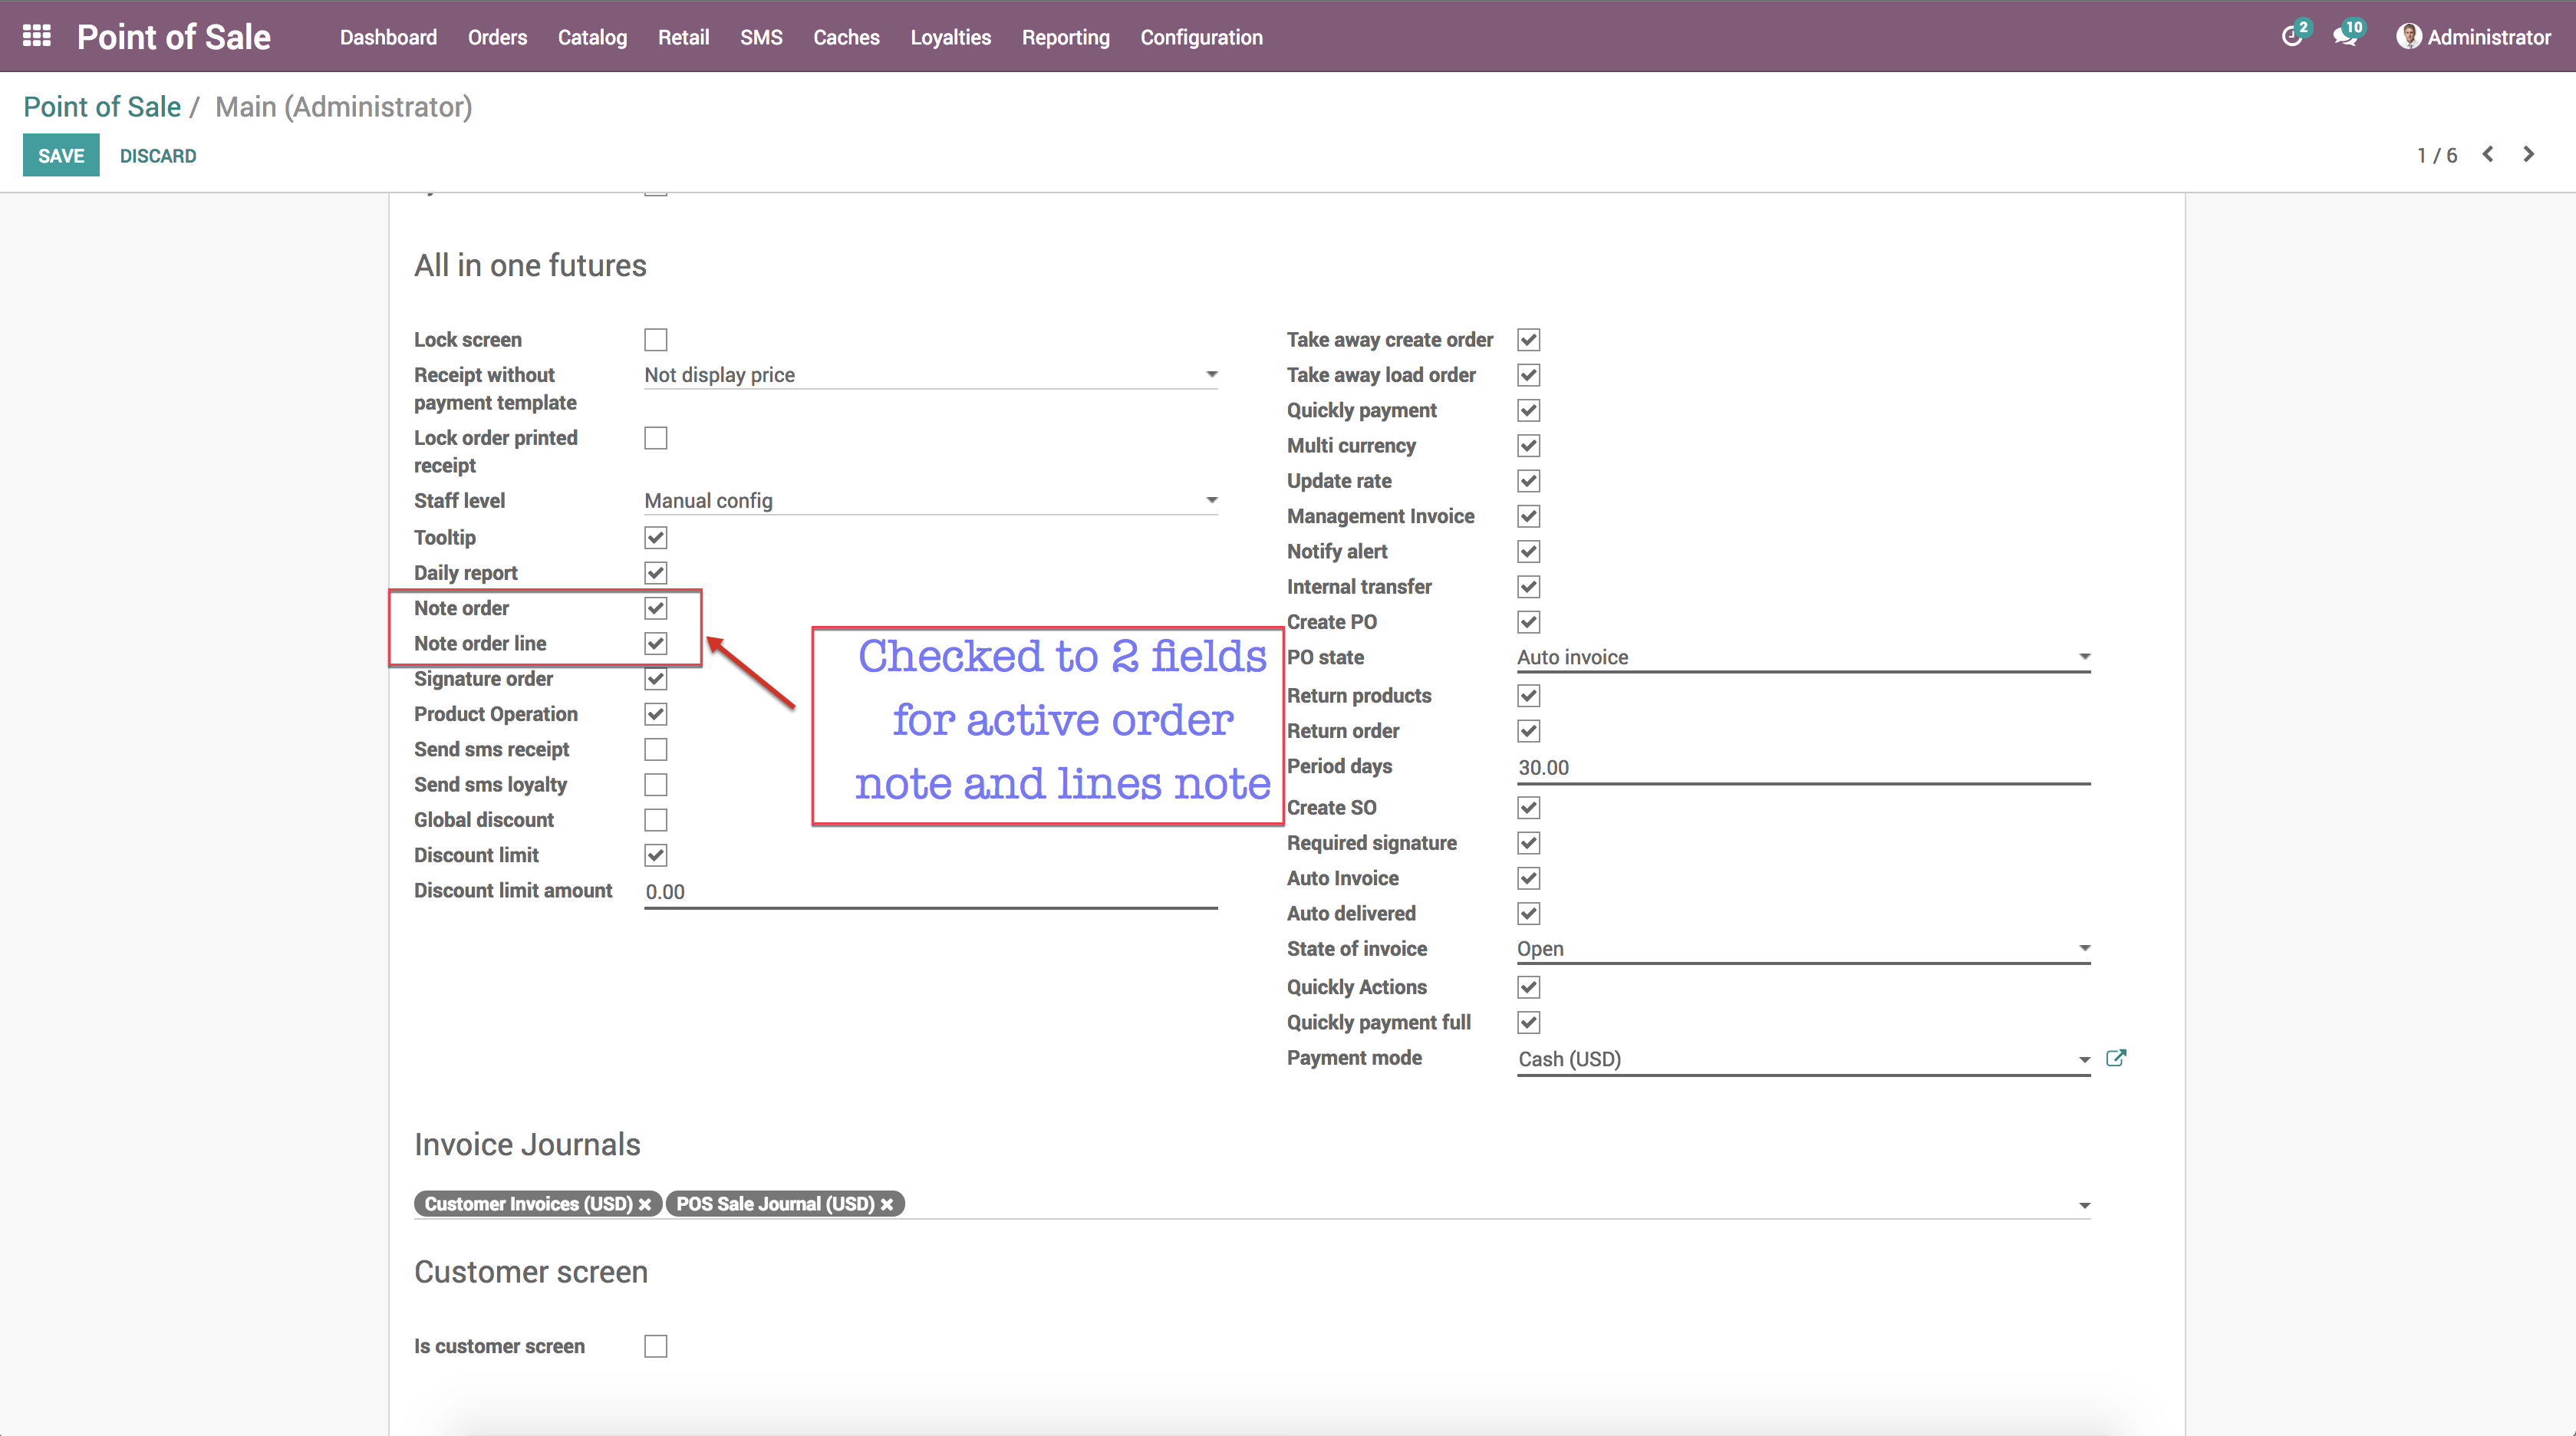 Point of Sale Dashboard Orders Catalog Retail SMS Caches Loyalties Reporting Configuration 2 10 Administrator
Point of Sale / Main (Administrator)
SAVE DISCARD 1 / 6
All in one futures
Lock screen
Receipt without payment template Not display price
Lock order printed receipt
Staff level Manual config
Tooltip
Daily report
Note order
Note order line
Signature order
Product Operation
Send sms receipt
Send sms loyalty
Global discount
Discount limit
Discount limit amount 0.00
Checked to 2 fields
for active order
note and lines note
Take away create order
Take away load order
Quickly payment
Multi currency
Update rate
Management Invoice
Notify alert
Internal transfer
Create PO
PO state Auto invoice
Return products
Return order
Period days 30.00
Create SO
Required signature
Auto Invoice
Auto delivered
State of invoice Open
Quickly Actions
Quickly payment full
Payment mode Cash (USD)
Invoice Journals
Customer Invoices (USD) × POS Sale Journal (USD) ×
Customer screen
Is customer screen